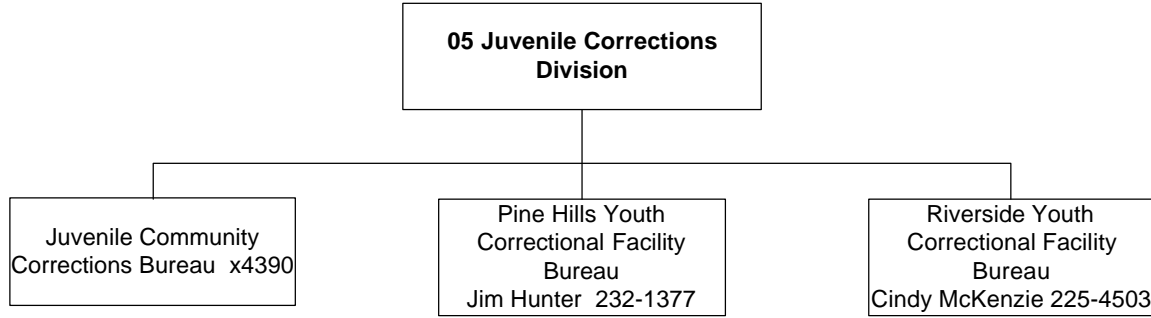 05 Juvenile Corrections
Division
Juvenile Community
Corrections Bureau x4390
Pine Hills Youth
Correctional Facility
Bureau
Jim Hunter 232-1377
Riverside Youth
Correctional Facility
Bureau
Cindy McKenzie 225-4503